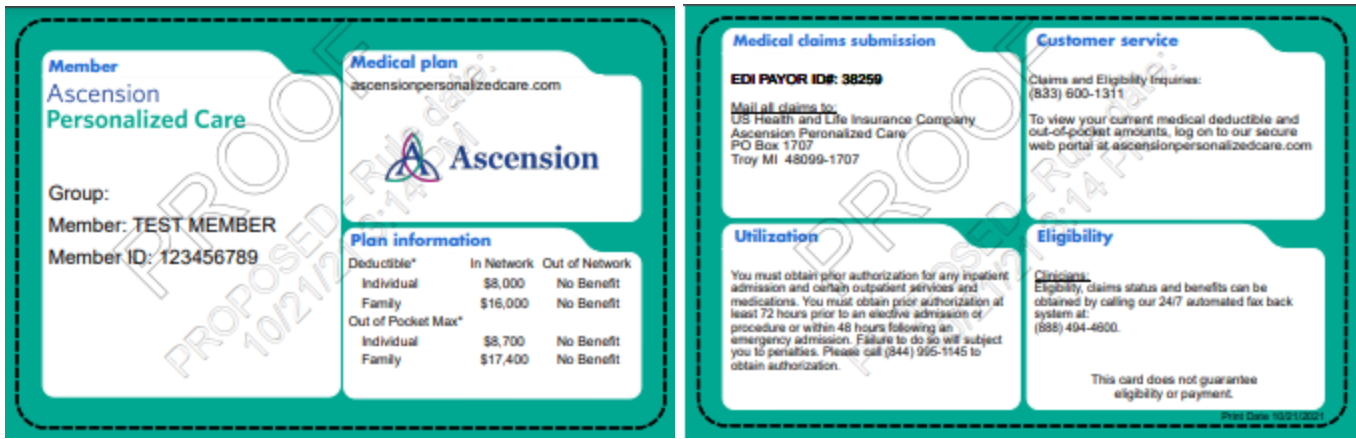 Member
Ascension
Personalized Care
Group:
Member: TEST MEMBER
Member ID: 123456789
Medical plan
ascensionpersonalizedcare.com
Ascension
Plan information
Deductible* In Network Out of Network
Individual $8,000 No Benefit
Family $16,000 No Benefit
Out of Pocket Max*
Individual $8,700 No Benefit
Family $17,400 No Benefit
PROOF
PROPOSED - Rule date:
10/21/21
Medical claims submission
EDI PAYOR ID#: 38259
Mail all claims to:
US Health and Life Insurance Company
Ascension Peronalized Care
PO Box 1707
Troy MI 48099-1707
Customer service
Claims and Eligibility Inquiries:
(833) 600-1311
To view your current medical deductible and
out-of-pocket amounts, log on to our secure
web portal at ascensionpersonalizedcare.com
Utilization
You must obtain prior authorization for any inpatient
admission and certain outpatient services and
medications. You must obtain prior authorization at
least 72 hours prior to an elective admission or
procedure or within 48 hours following an
emergency admission. Failure to do so will subject
you to penalties. Please call (844) 995-1145 to
obtain authorization.
Eligibility
Clinicians:
Eligibility, claims status and benefits can be
obtained by calling our 24/7 automated fax back
system at:
(888) 494-4600.
This card does not guarantee
eligibility or payment.
Print Date 10/21/2021
PROOF
PROPOSED - Rule date: